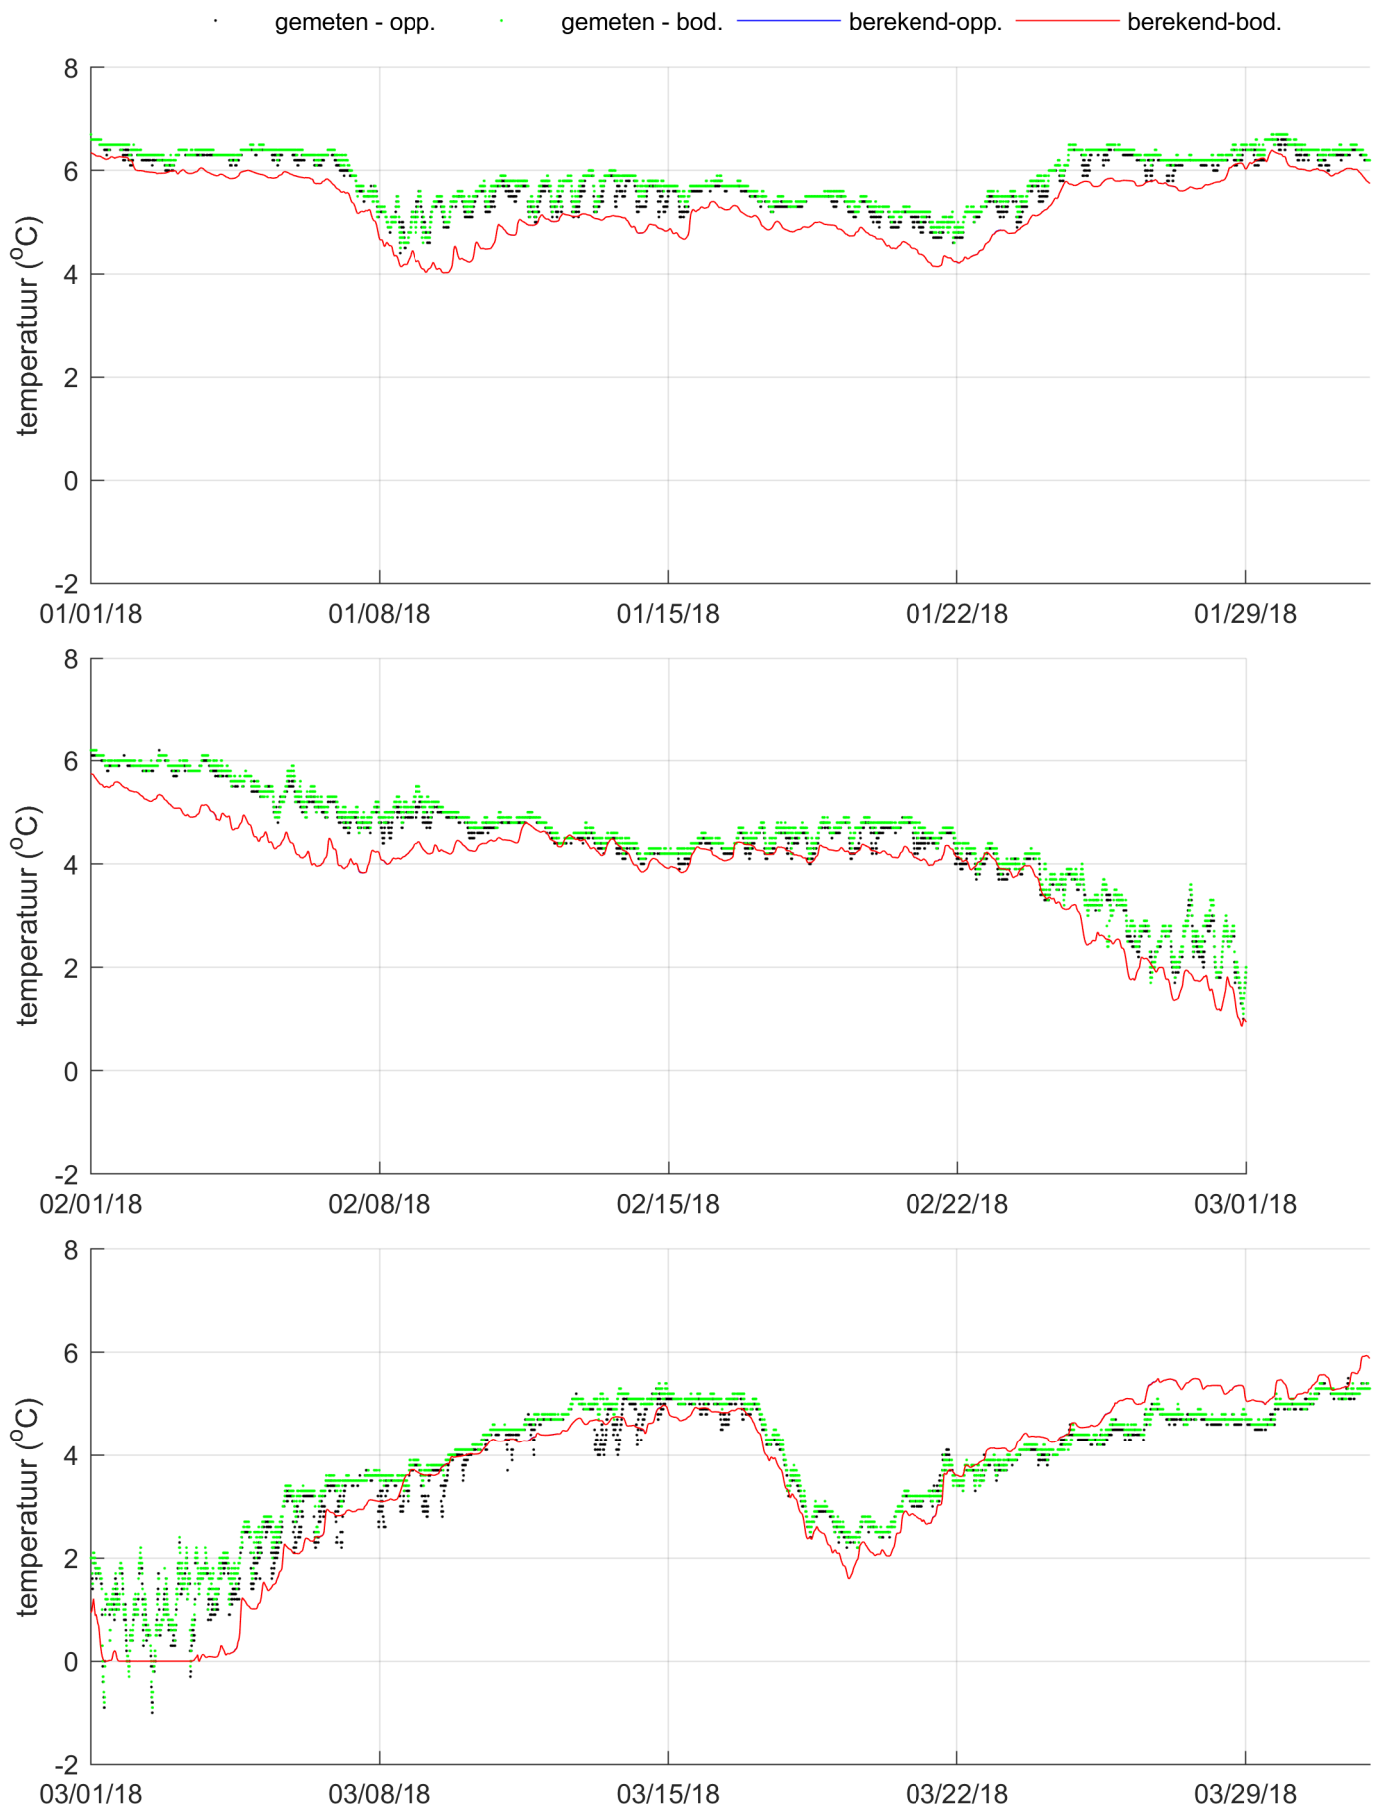 gemeten - opp. gemeten - bod. berekend-opp. berekend-bod.
8
6
4
2
0
-2
temperatuur (°C)
01/01/18 01/08/18 01/15/18 01/22/18 01/29/18
8
6
4
2
0
-2
temperatuur (°C)
02/01/18 02/08/18 02/15/18 02/22/18 03/01/18
8
6
4
2
0
-2
temperatuur (°C)
03/01/18 03/08/18 03/15/18 03/22/18 03/29/18